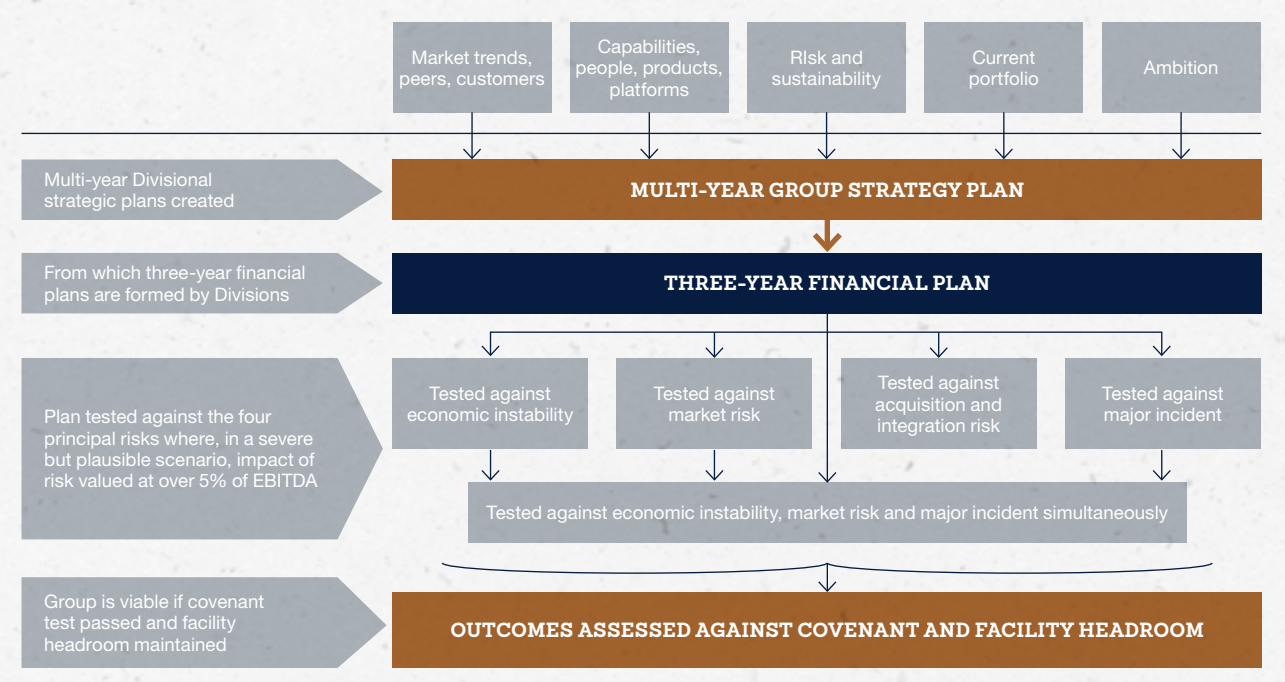 Market trends,
peers, customers
Capabilities,
people, products,
platforms
RIsk and
sustainability
Current
portfolio
Ambition
Multi-year Divisional
strategic plans created
MULTI-YEAR GROUP STRATEGY PLAN
From which three-year financial
plans are formed by Divisions
THREE-YEAR FINANCIAL PLAN
Plan tested against the four
principal risks where, in a severe
but plausible scenario, impact of
risk valued at over 5% of EBITDA
Tested against
economic instability
Tested against
market risk
Tested against
acquisition and
integration risk
Tested against
major incident
Tested against economic instability, market risk and major incident simultaneously
Group is viable if covenant
test passed and facility
headroom maintained
OUTCOMES ASSESSED AGAINST COVENANT AND FACILITY HEADROOM